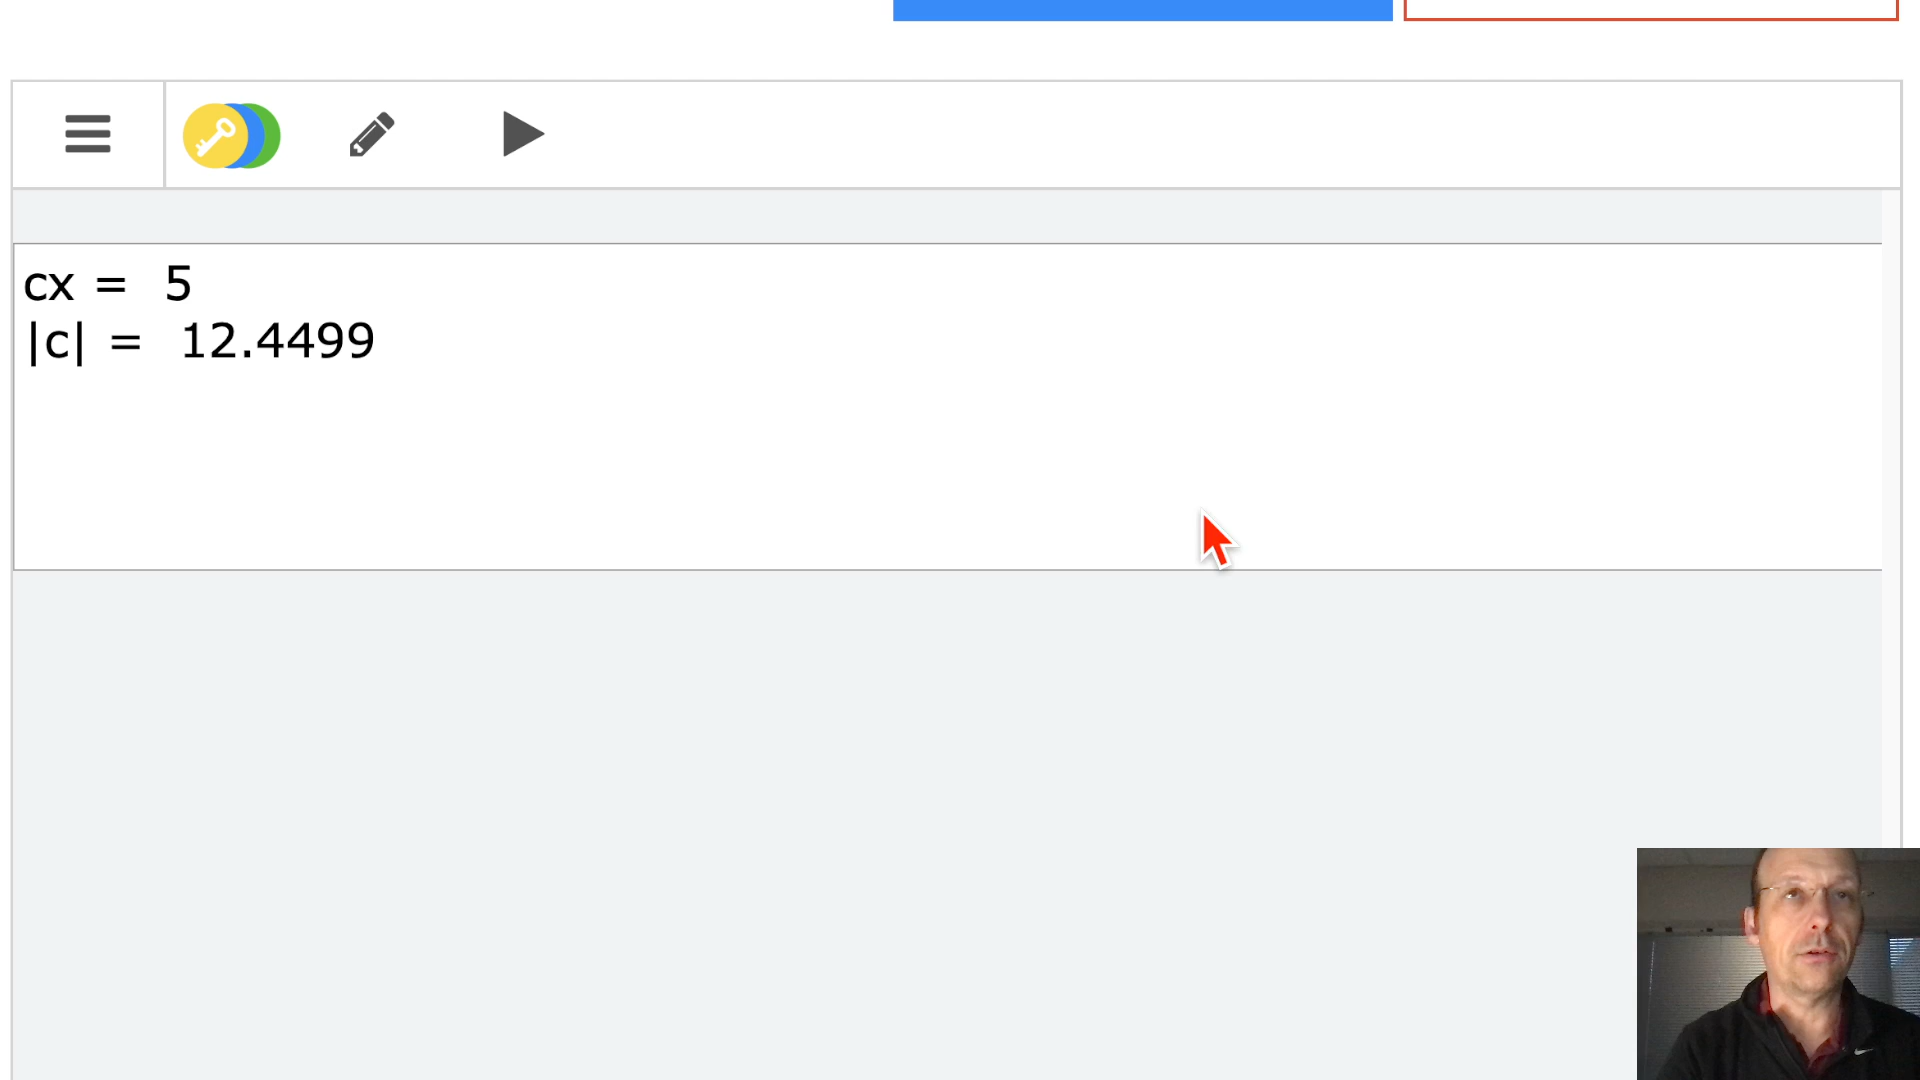 cx = 5
|c| = 12.4499